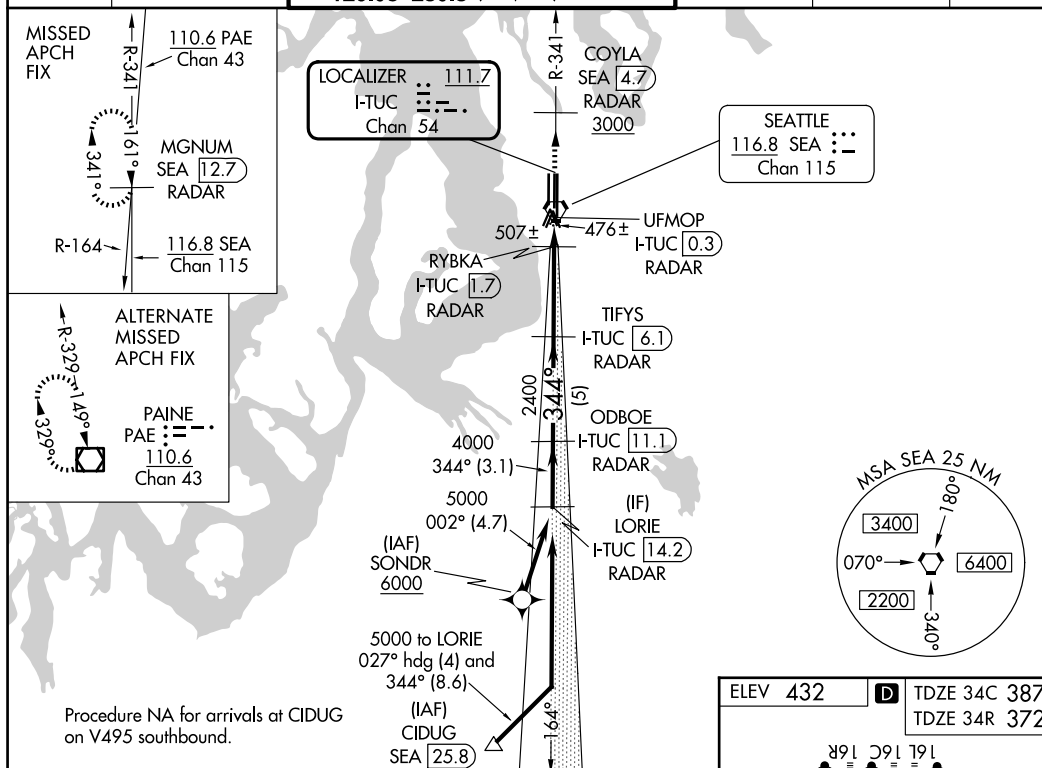 MISSED
APCH
FIX
110.6 PAE
Chan 43
R-341
161°
341°
MGNUM
SEA 12.7
RADAR
R-164
116.8 SEA
Chan 115
ALTERNATE
MISSED
APCH FIX
R-329
149°
329°
PAINE
PAE
110.6
Chan 43
LOCALIZER 111.7
I-TUC
Chan 54
R-341
COYLA
SEA 4.7
RADAR
3000
SEATTLE
116.8 SEA
Chan 115
507±
476±
UFMOP
I-TUC 0.3
RADAR
RYBKA
I-TUC 1.7
RADAR
TIFYS
I-TUC 6.1
RADAR
2400
344°
(5)
ODBOE
I-TUC 11.1
RADAR
4000
344° (3.1)
5000
002° (4.7)
(IF)
LORIE
I-TUC 14.2
RADAR
(IAF)
SONDR
6000
5000 to LORIE
027° hdg (4) and
344° (8.6)
(IAF)
CIDUG
SEA 25.8
164°
Procedure NA for arrivals at CIDUG
on V495 southbound.
MSA SEA 25 NM
180°
3400
070°
6400
2200
340°
ELEV 432
D
TDZE 34C 387
TDZE 34R 372
16R 16C 16L